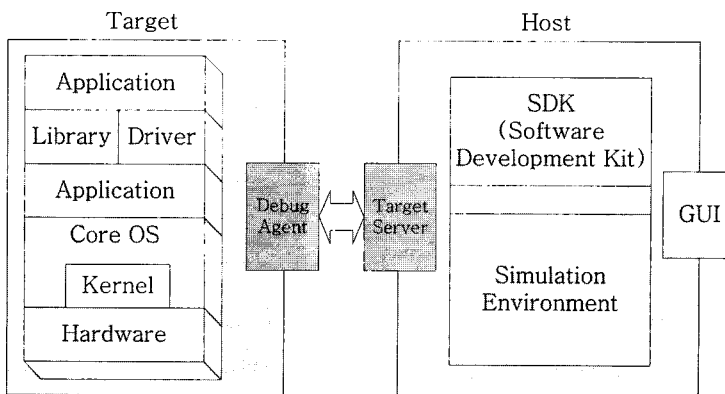 Target
Host
Application
Library
Driver
Application
Core OS
Kernel
Hardware
Debug
Agent
Target
Server
SDK
(Software
Development Kit)
Simulation
Environment
GUI